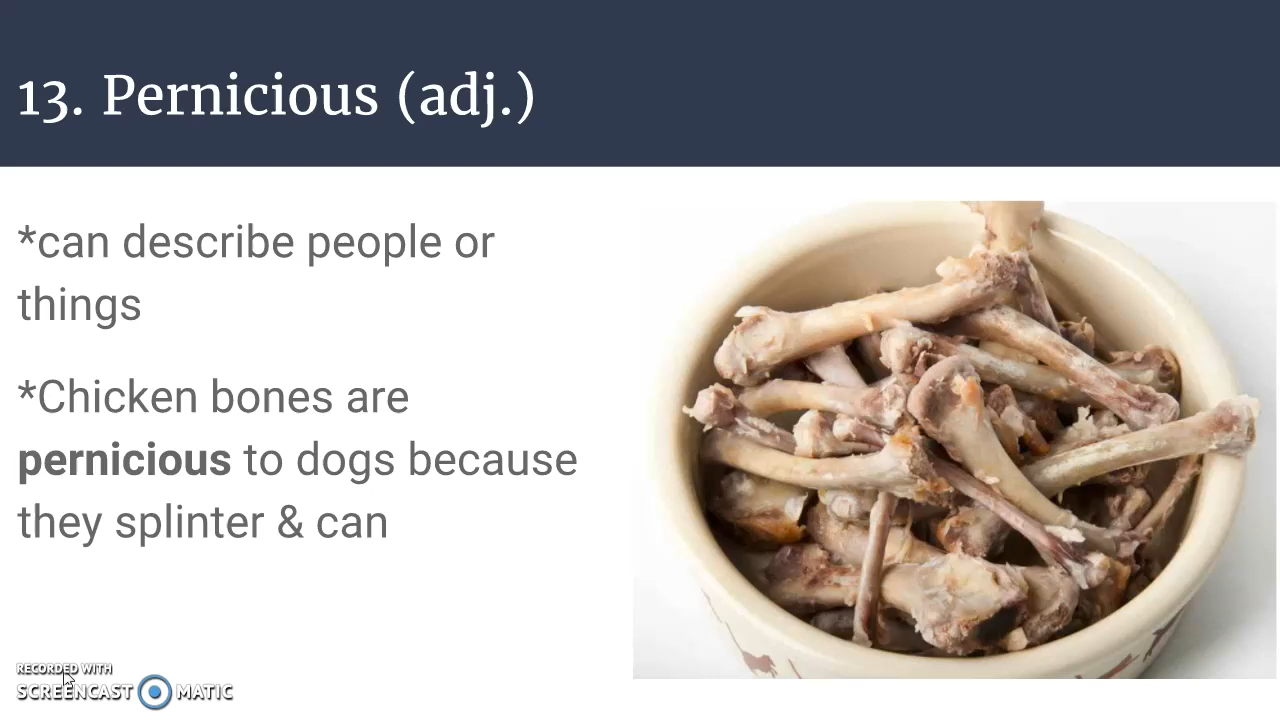 13. Pernicious (adj.)
*can describe people or
things
*Chicken bones are
pernicious to dogs because
they splinter & can
RECORDED WITH
SCREENCAST MATIC